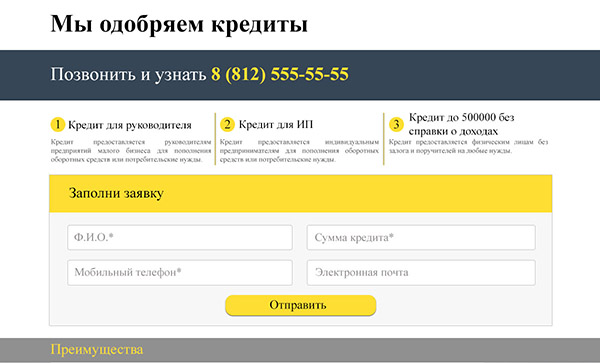 Мы одобряем кредиты
Позвонить и узнать 8 (812) 555-55-55
1 Кредит для руководителя
Кредит предоставляется руководителям
предприятий малого бизнеса для пополнения
оборотных средств или потребительские нужды.
2 Кредит для ИП
Кредит предоставляется индивидуальным
предпринимателям для пополнения оборотных
средств или потребительские нужды.
3 Кредит до 500000 без
справки о доходах
Кредит предоставляется физическим лицам без
залога и поручителей на любые нужды.
Заполни заявку
Ф.И.О.*
Сумма кредита*
Мобильный телефон*
Электронная почта
Отправить
Преимущества